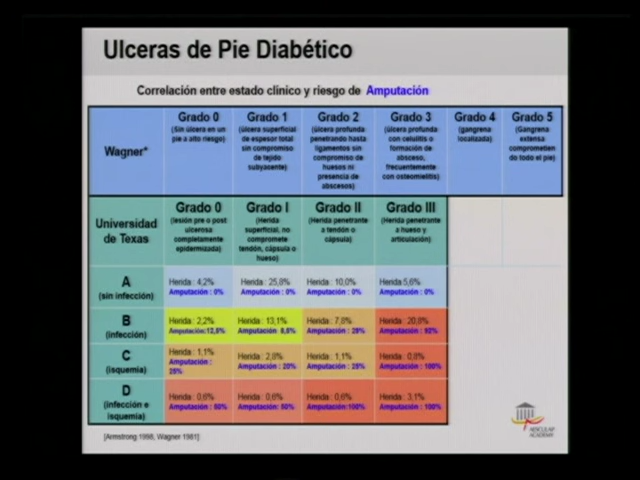 Ulceras de Pie Diabético
Correlación entre estado clinico y riesgo de Amputación
Wagner*
Grado 0
(Sin úlcera en un
pie a alto riesgo)
Grado 1
(úlcera superficial
de espesor total
sin compromiso
de tejido
subyacente)
Grado 2
(úlcera profunda
penetrando hasta
ligamentos sin
compromiso de
huesos ni
presencia de
abscesos)
Grado 3
(úlcera profunda
con celulitis o
formación de
absceso,
frecuentemente
con osteomielitis)
Grado 4
(gangrena
localizada)
Grado 5
(Gangrena
extensa
comprometien
do todo el pie)
Universidad
de Texas
Grado 0
(lesión pre o post
ulcerosa
completamente
epidermizada)
Grado I
(Herida
superficial, no
compromete
tendón, cápsula o
hueso)
Grado II
(Herida penetrante
a tendón o
cápsula)
Grado III
(Herida penetrante
a hueso y
articulación)
A
(sin infección)
Herida : 4,2%
Amputación : 0%
Herida : 25,8%
Amputación : 0%
Herida : 10,0%
Amputación : 0%
Herida:5,6%
Amputación : 0%
B
(infección)
Herida : 2,2%
Amputación:12,5%
Herida : 13,1%
Amputación 8,5%
Herida : 7,8%
Amputación : 28%
Herida : 20,8%
Amputación : 92%
C
(isquemia)
Herida : 1,1%
Amputación :
25%
Herida : 2,0%
Amputación : 20%
Herida : 1,1%
Amputación : 25%
Herida : 0,8%
Amputación : 100%
D
(infección e
isquemia)
Herida : 0,6%
Amputación : 50%
Herida : 0,6%
Amputación: 50%
Herida : 0,6%
Amputación:100%
Herida : 3,1%
Amputación : 100%
[Armstrong 1998, Wagner 1981]
AESCULAP
ACADEMY